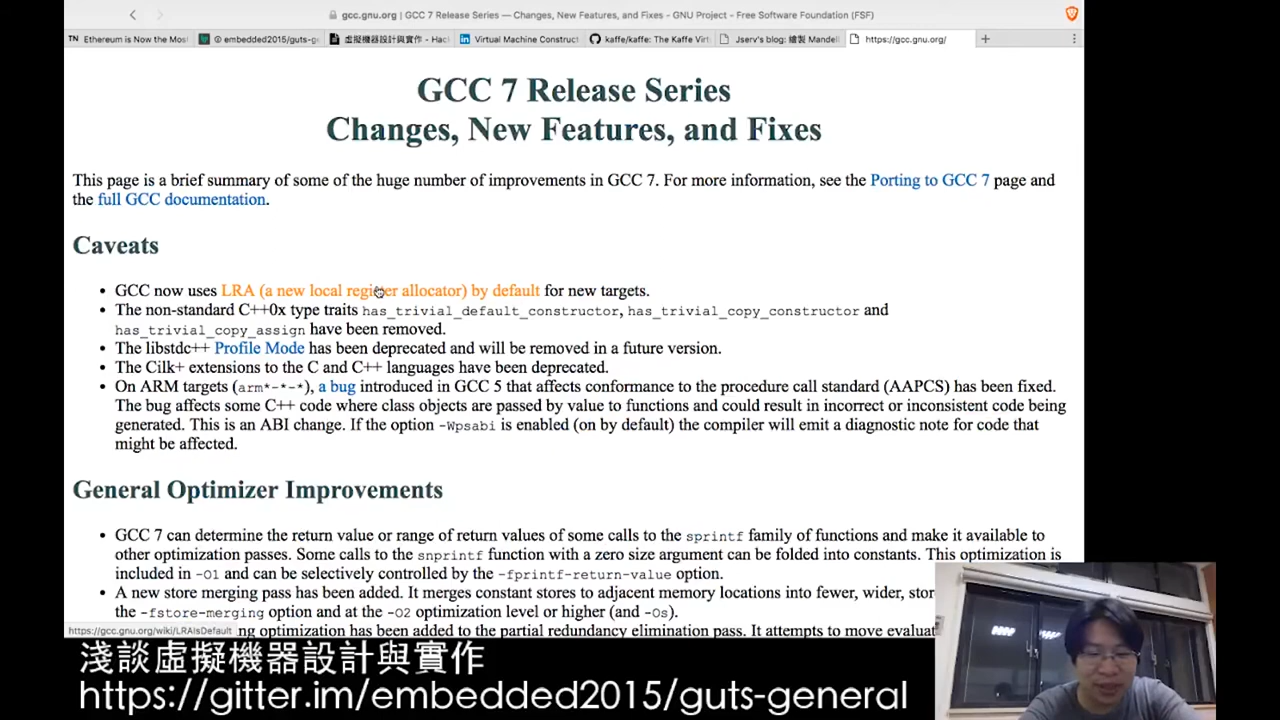 gcc.gnu.org | GCC 7 Release Series — Changes, New Features, and Fixes - GNU Project - Free Software Foundation (FSF)
TN Ethereum is Now the Mos embedded2015/guts-g 虛擬機器設計與實作 - Hac in Virtual Machine Construct kaffe/kaffe: The Kaffe Virt Jserv's blog: 繪製 Mandel https://gcc.gnu.org/
GCC 7 Release Series
Changes, New Features, and Fixes
This page is a brief summary of some of the huge number of improvements in GCC 7. For more information, see the Porting to GCC 7 page and
the full GCC documentation.
Caveats
• GCC now uses LRA (a new local register allocator) by default for new targets.
• The non-standard C++0x type traits has_trivial_default_constructor, has_trivial_copy_constructor and
has_trivial_copy_assign have been removed.
• The libstdc++ Profile Mode has been deprecated and will be removed in a future version.
• The Cilk+ extensions to the C and C++ languages have been deprecated.
• On ARM targets (arm*-*-*), a bug introduced in GCC 5 that affects conformance to the procedure call standard (AAPCS) has been fixed.
The bug affects some C++ code where class objects are passed by value to functions and could result in incorrect or inconsistent code being
generated. This is an ABI change. If the option -Wpsabi is enabled (on by default) the compiler will emit a diagnostic note for code that
might be affected.
General Optimizer Improvements
• GCC 7 can determine the return value or range of return values of some calls to the sprintf family of functions and make it available to
other optimization passes. Some calls to the snprintf function with a zero size argument can be folded into constants. This optimization is
included in -O1 and can be selectively controlled by the -fprintf-return-value option.
• A new store merging pass has been added. It merges constant stores to adjacent memory locations into fewer, wider, stor
the -fstore-merging option and at the -O2 optimization level or higher (and -Os).
https://gcc.gnu.org/wiki/LRAIsDefault ng optimization has been added to the partial redundancy elimination pass. It attempts to move evaluat
淺談虛擬機器設計與實作
https://gitter.im/embedded2015/guts-general